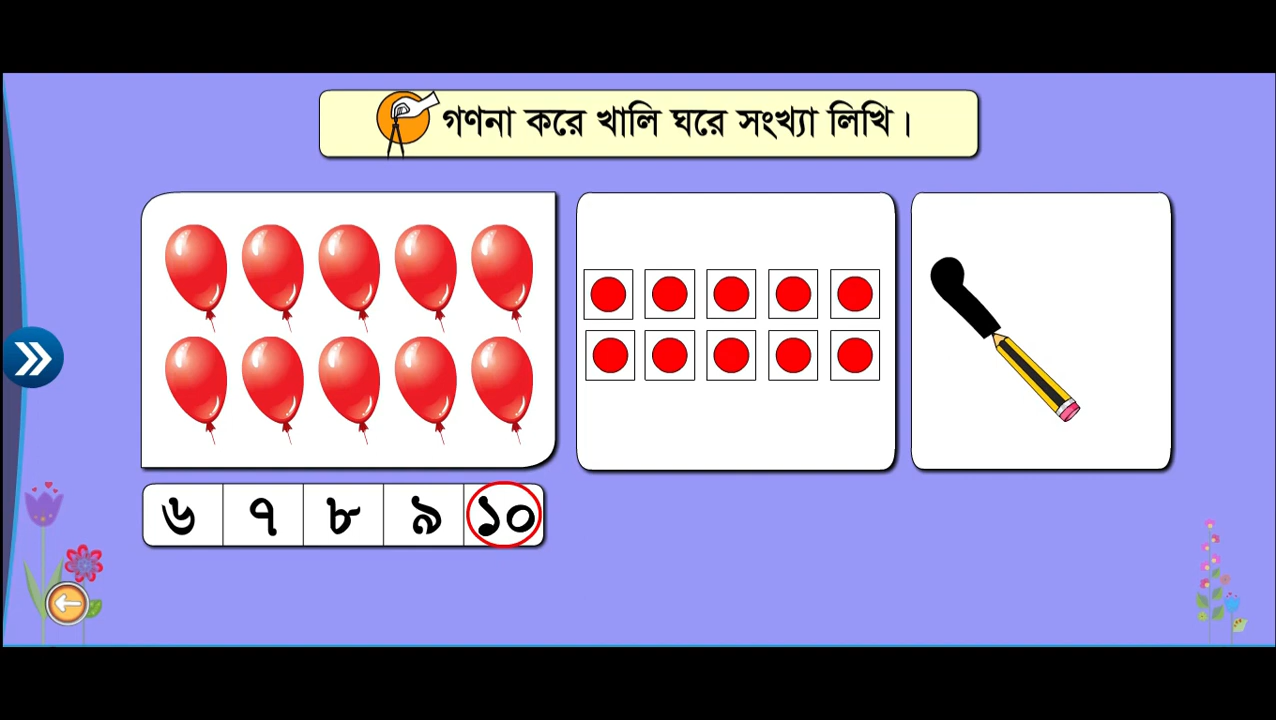 গণনা করে খালি ঘরে সংখ্যা লিখি।
৬ ৭ ৮ ৯ ১০